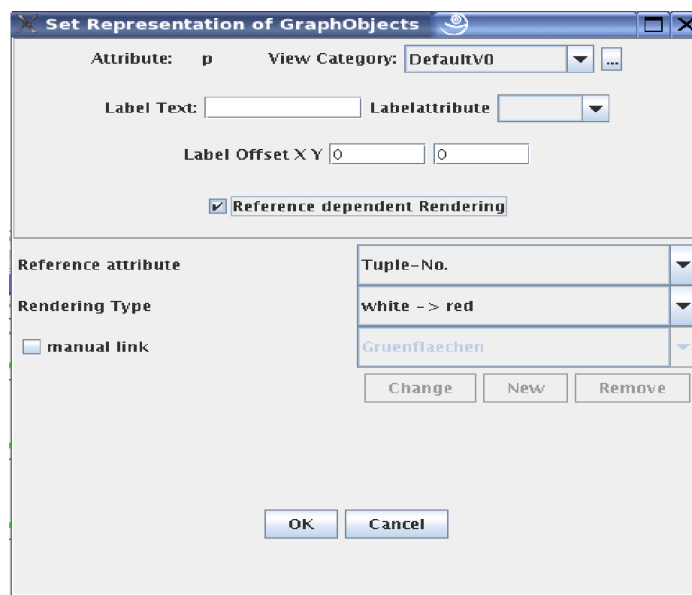 Set Representation of GraphObjects
Attribute: p View Category: DefaultV0 ...
Label Text: Labelattribute
Label Offset X Y 0 0
Reference dependent Rendering
Reference attribute Tuple-No.
Rendering Type white -> red
manual link Gruenflaechen
Change New Remove
OK Cancel